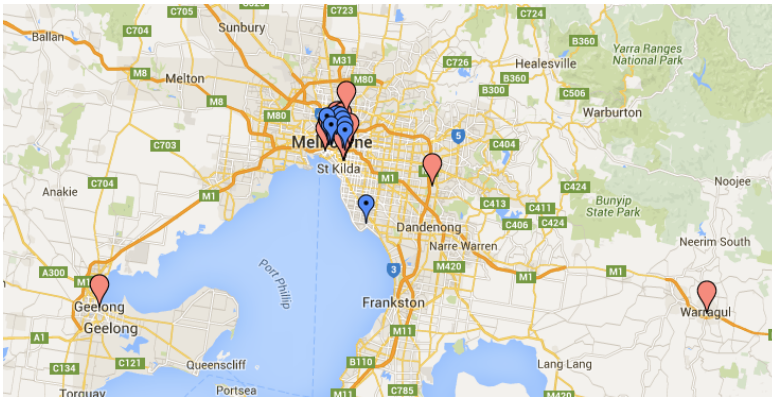 C705
C523
C724
Ballan
C704
Sunbury
B360
Yarra Ranges
National Park
M31
C726
Healesville
M8
Melton
M80
B360
B300
C506
M8
M80
Warburton
C703
Melbourne
5
C404
St Kilda
M1
Noojee
Anakie
C704
M1
C424
Bunyip
State Park
C413
C411
C406
C424
Dandenong
Narre Warren
Neerim South
Port Phillip
A300
M1
3
M420
M1
M1
Geelong
Geelong
Frankston
Warragul
A1
M11
C134
C121
Queenscliff
B110
Lang Lang
Torquay
Portsea
M11
C785